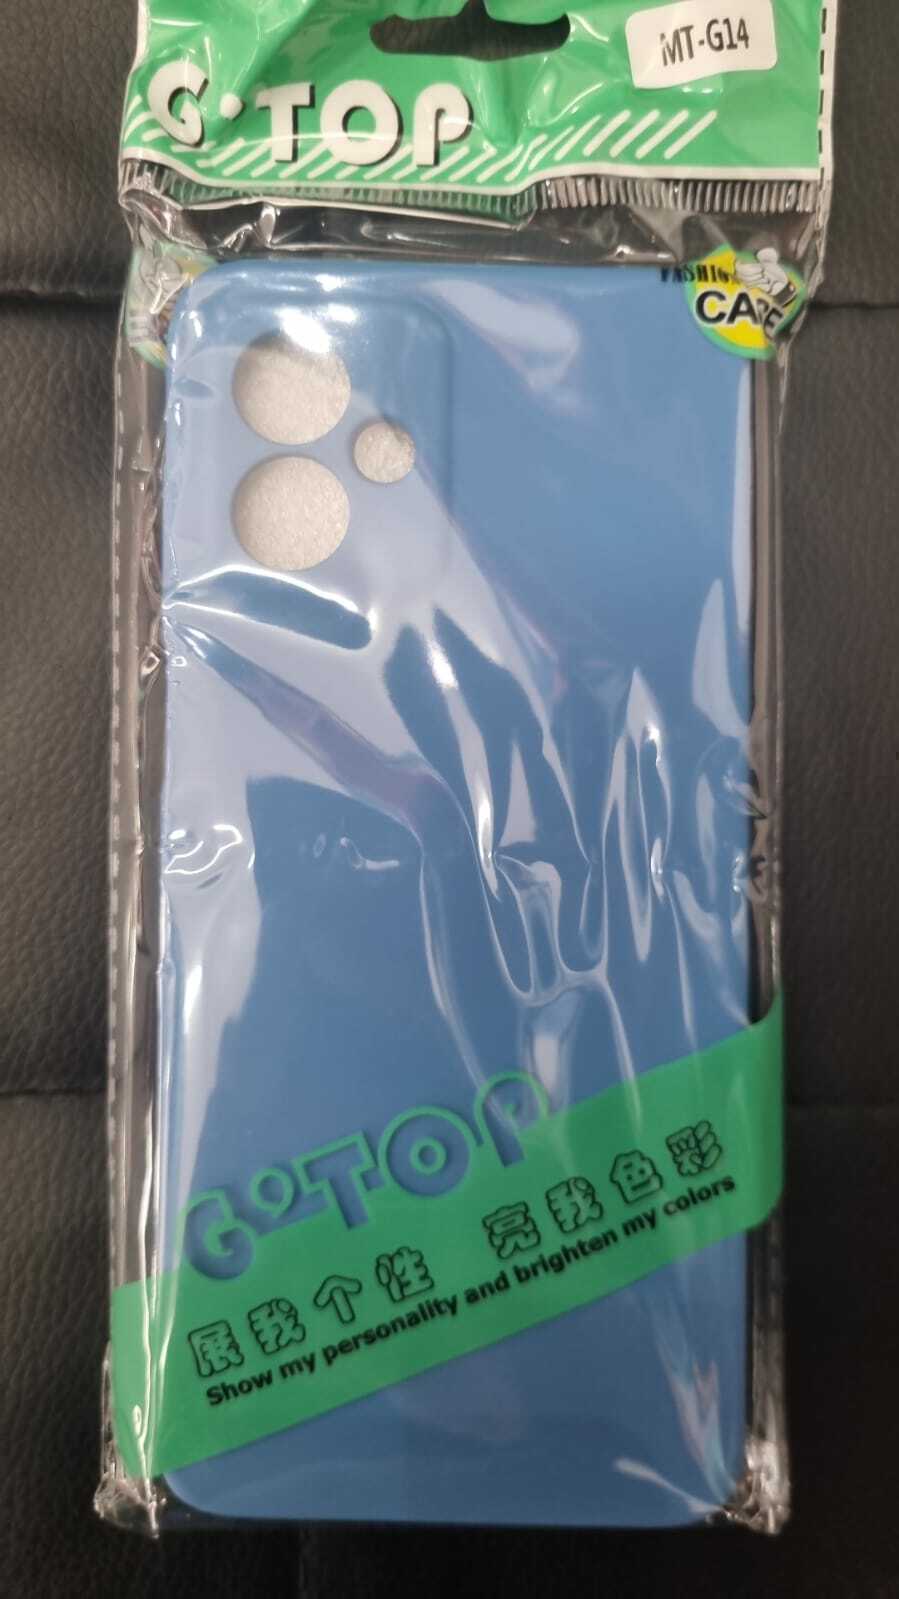 MT-G14
G·TOP
FASHION
CASE
G·TOP
展我个性 亮我色彩
Show my personality and brighten my colors